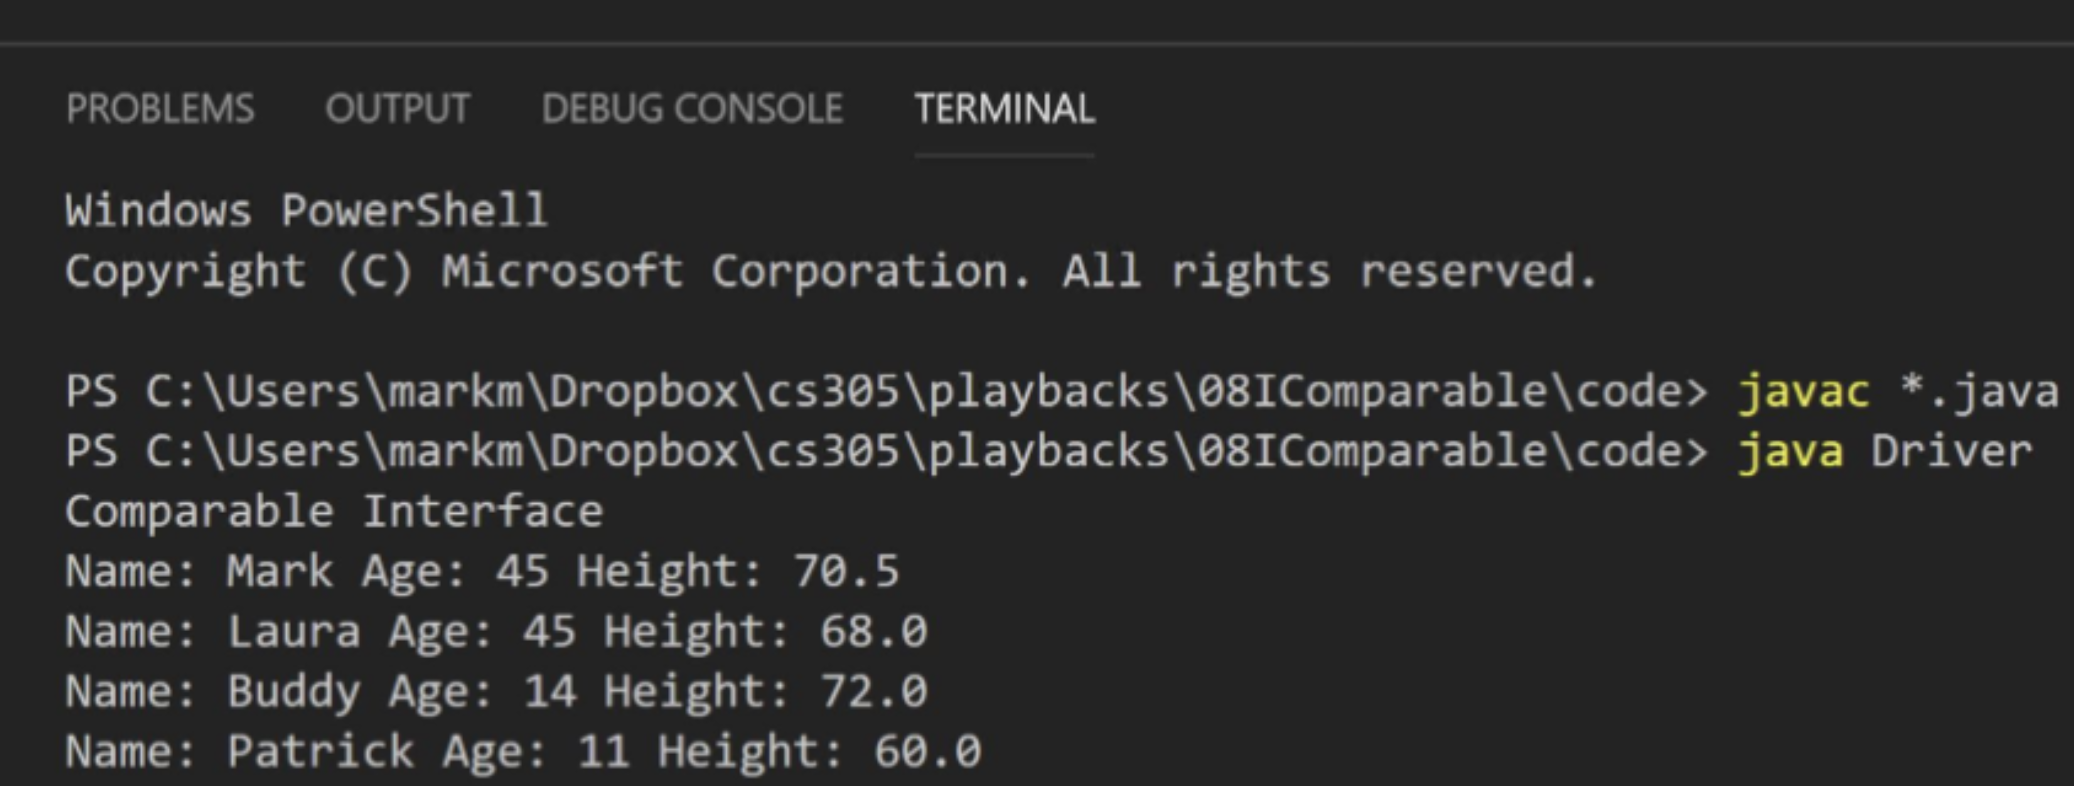 PROBLEMS OUTPUT DEBUG CONSOLE TERMINAL
Windows PowerShell
Copyright (C) Microsoft Corporation. All rights reserved.
PS C:\Users\markm\Dropbox\cs305\playbacks\08IComparable\code> javac *.java
PS C:\Users\markm\Dropbox\cs305\playbacks\08IComparable\code> java Driver
Comparable Interface
Name: Mark Age: 45 Height: 70.5
Name: Laura Age: 45 Height: 68.0
Name: Buddy Age: 14 Height: 72.0
Name: Patrick Age: 11 Height: 60.0